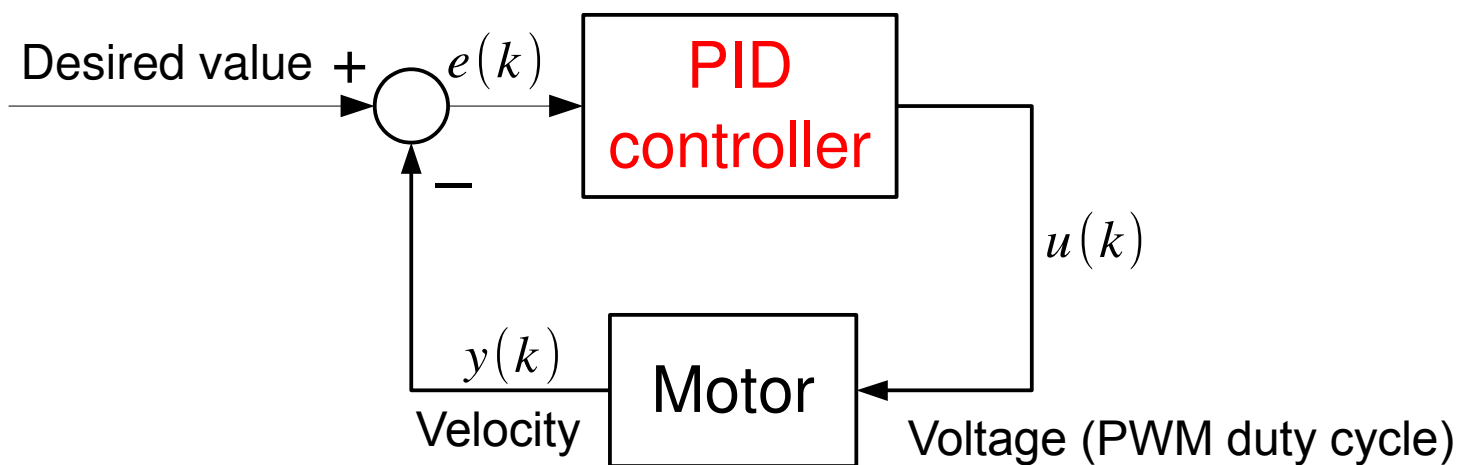 Desired value +
e(k)
PID
controller
−
u(k)
y(k)
Motor
Velocity
Voltage (PWM duty cycle)